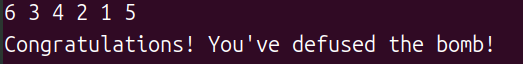 6 3 4 2 1 5
Congratulations! You've defused the bomb!